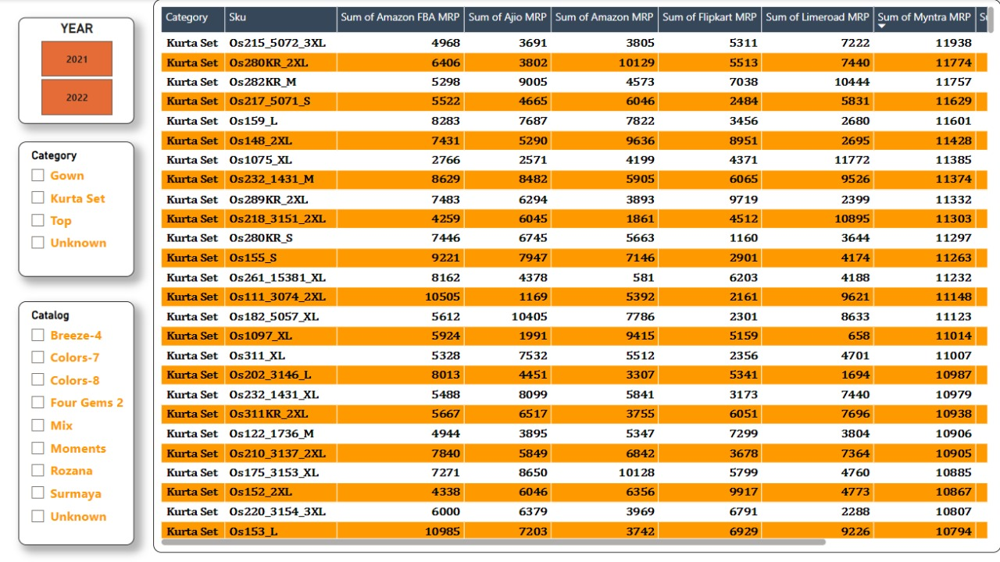 YEAR
2021
2022
Category
Gown
Kurta Set
Top
Unknown
Catalog
Breeze-4
Colors-7
Colors-8
Four Gems 2
Mix
Moments
Rozana
Surmaya
Unknown
Category Sku Sum of Amazon FBA MRP Sum of Ajio MRP Sum of Amazon MRP Sum of Flipkart MRP Sum of Limeroad MRP Sum of Myntra MRP
Kurta Set Os215_5072_3XL 4968 3691 3805 5311 7222 11938
Kurta Set Os280KR_2XL 6406 3802 10129 5513 7440 11774
Kurta Set Os282KR_M 5298 9005 4573 7038 10444 11757
Kurta Set Os217_5071_S 5522 4665 6046 2484 5831 11629
Kurta Set Os159_L 8283 7687 7822 3456 2680 11601
Kurta Set Os148_2XL 7431 5290 9636 8951 2695 11428
Kurta Set Os1075_XL 2766 2571 4199 4371 11772 11385
Kurta Set Os232_1431_M 8629 8482 5905 6065 9526 11374
Kurta Set Os289KR_2XL 7483 6294 3893 9719 2399 11332
Kurta Set Os218_3151_2XL 4259 6045 1861 4512 10895 11303
Kurta Set Os280KR_S 7446 6745 5663 1160 3644 11297
Kurta Set Os155_S 9221 7947 7146 2901 4174 11263
Kurta Set Os261_15381_XL 8162 4378 581 6203 4188 11232
Kurta Set Os111_3074_2XL 10505 1169 5392 2161 9621 11148
Kurta Set Os182_5057_XL 5612 10405 7786 2301 8633 11123
Kurta Set Os1097_XL 5924 1991 9415 5159 658 11014
Kurta Set Os311_XL 5328 7532 5512 2356 4701 11007
Kurta Set Os202_3146_L 8013 4451 3307 5341 1694 10987
Kurta Set Os232_1431_XL 5488 8099 5841 3173 7440 10979
Kurta Set Os311KR_2XL 5667 6517 3755 6051 7696 10938
Kurta Set Os122_1736_M 4944 3895 5347 7299 3804 10906
Kurta Set Os210_3137_2XL 7840 5849 6842 3678 7364 10905
Kurta Set Os175_3153_XL 7271 8650 10128 5799 4760 10885
Kurta Set Os152_2XL 4338 6046 6356 9917 4773 10867
Kurta Set Os220_3154_3XL 6000 6379 3969 6791 2288 10807
Kurta Set Os153_L 10985 7203 3742 6929 9226 10794